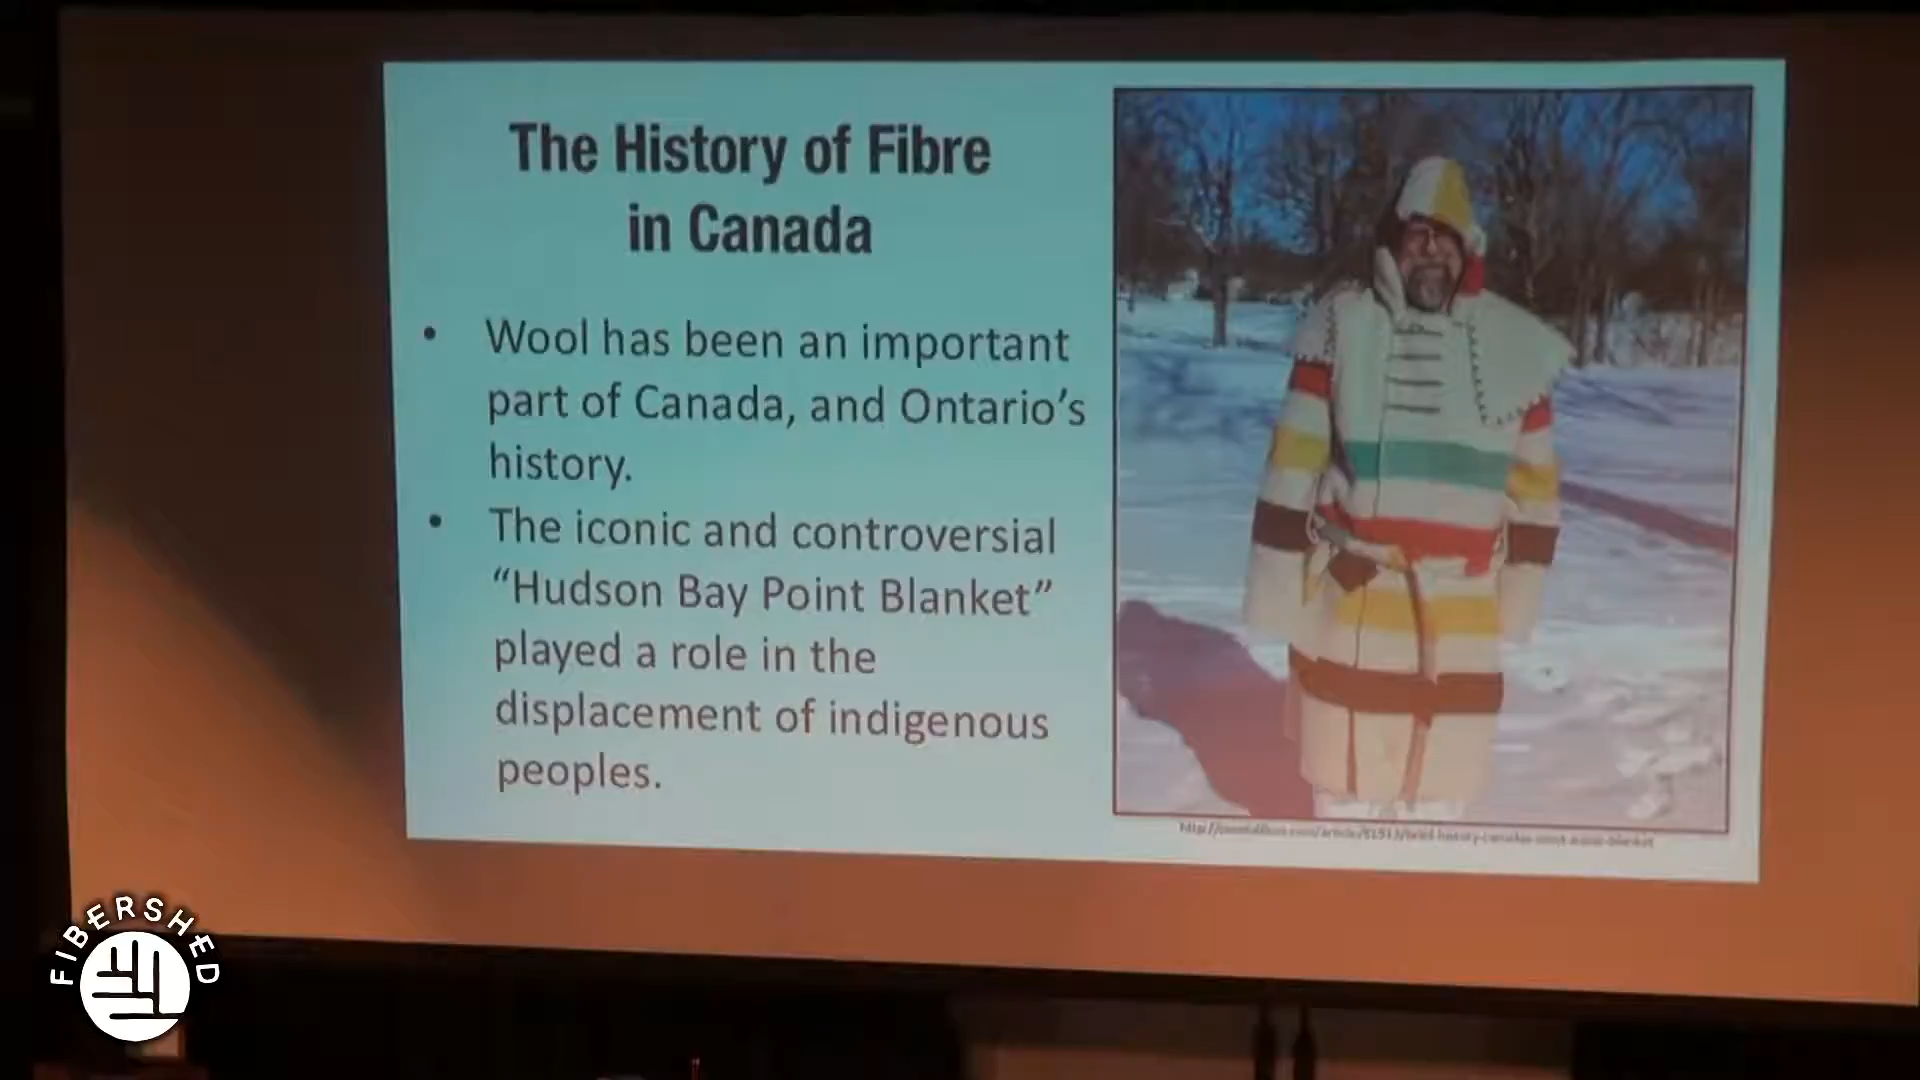 The History of Fibre
in Canada
• Wool has been an important
part of Canada, and Ontario’s
history.
• The iconic and controversial
“Hudson Bay Point Blanket”
played a role in the
displacement of indigenous
peoples.
FIBERSHED